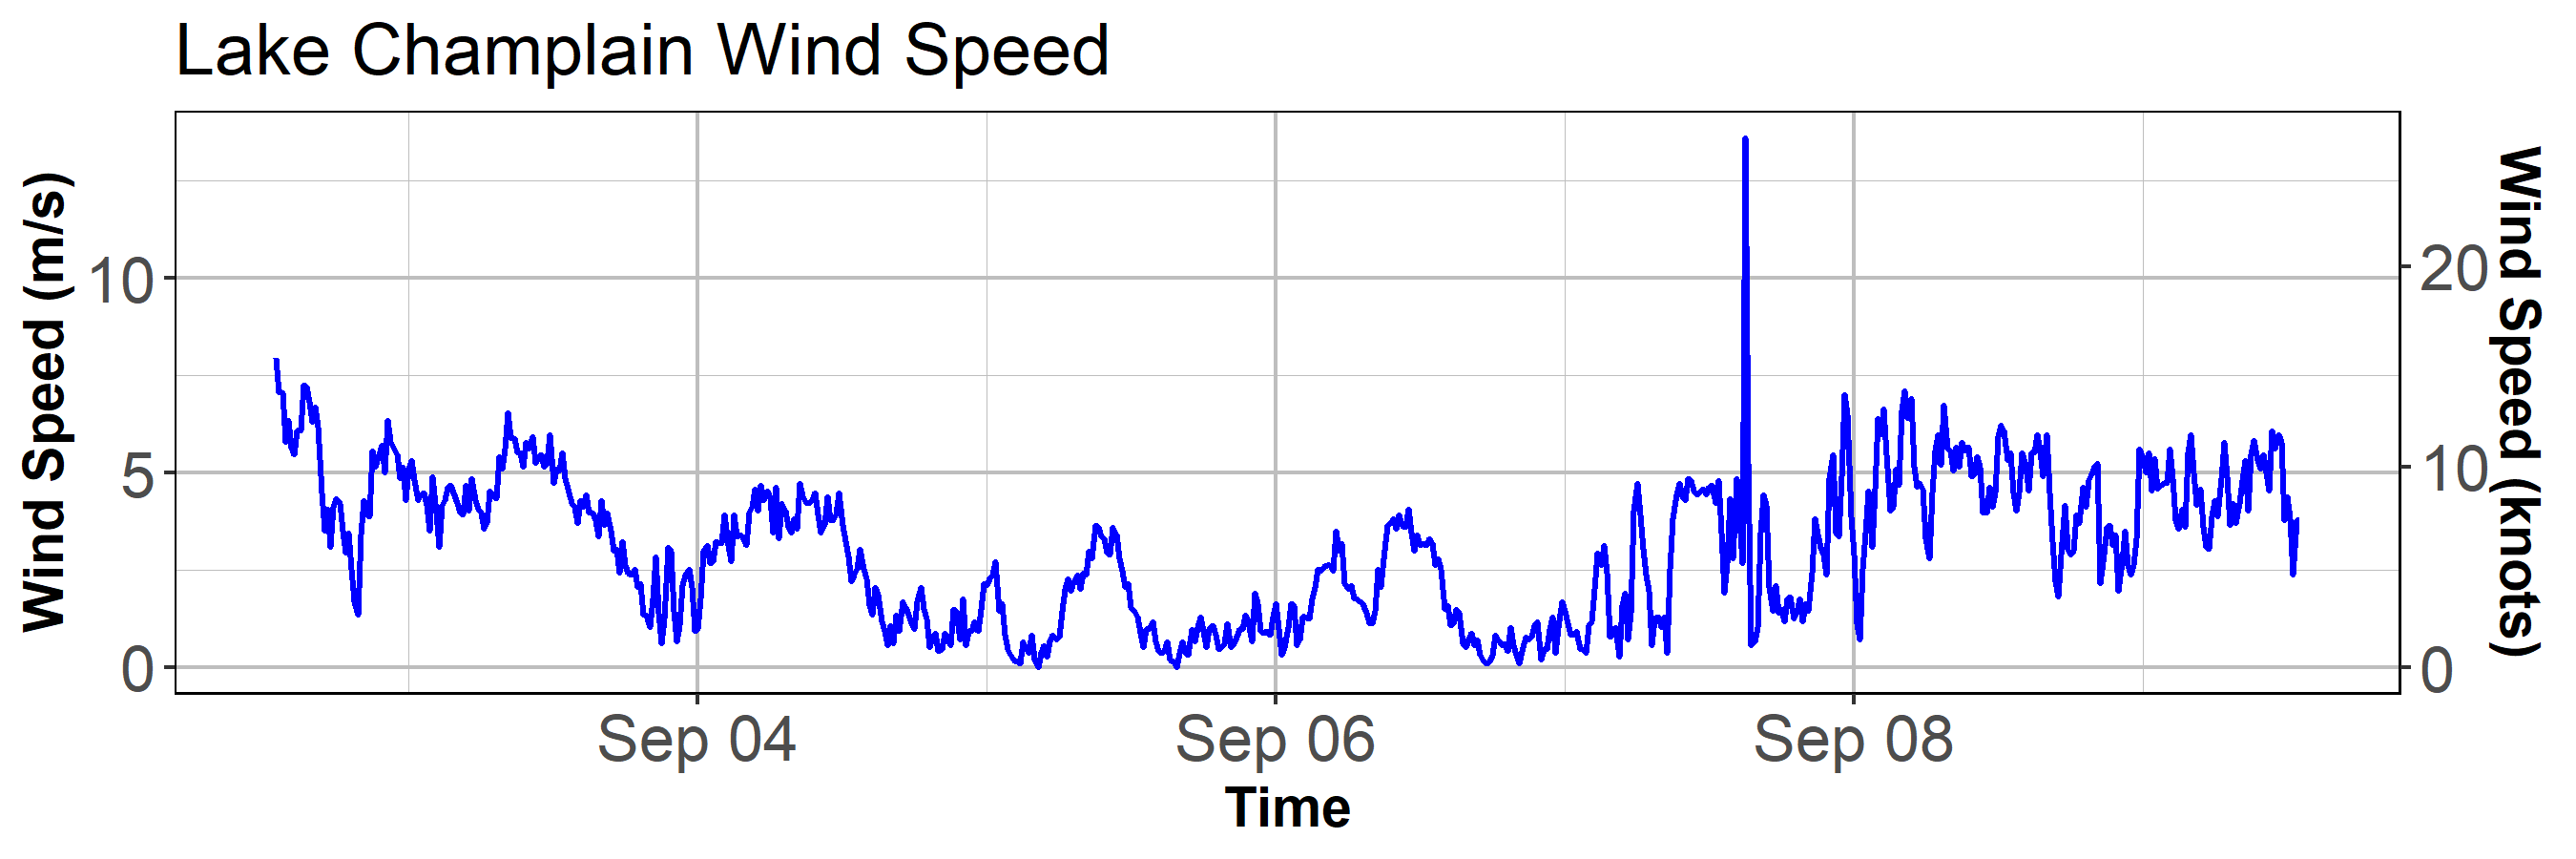 Lake Champlain Wind Speed
Wind Speed (m/s)
10
5
0
20
10
0
Wind Speed (knots)
Sep 04
Sep 06
Sep 08
Time